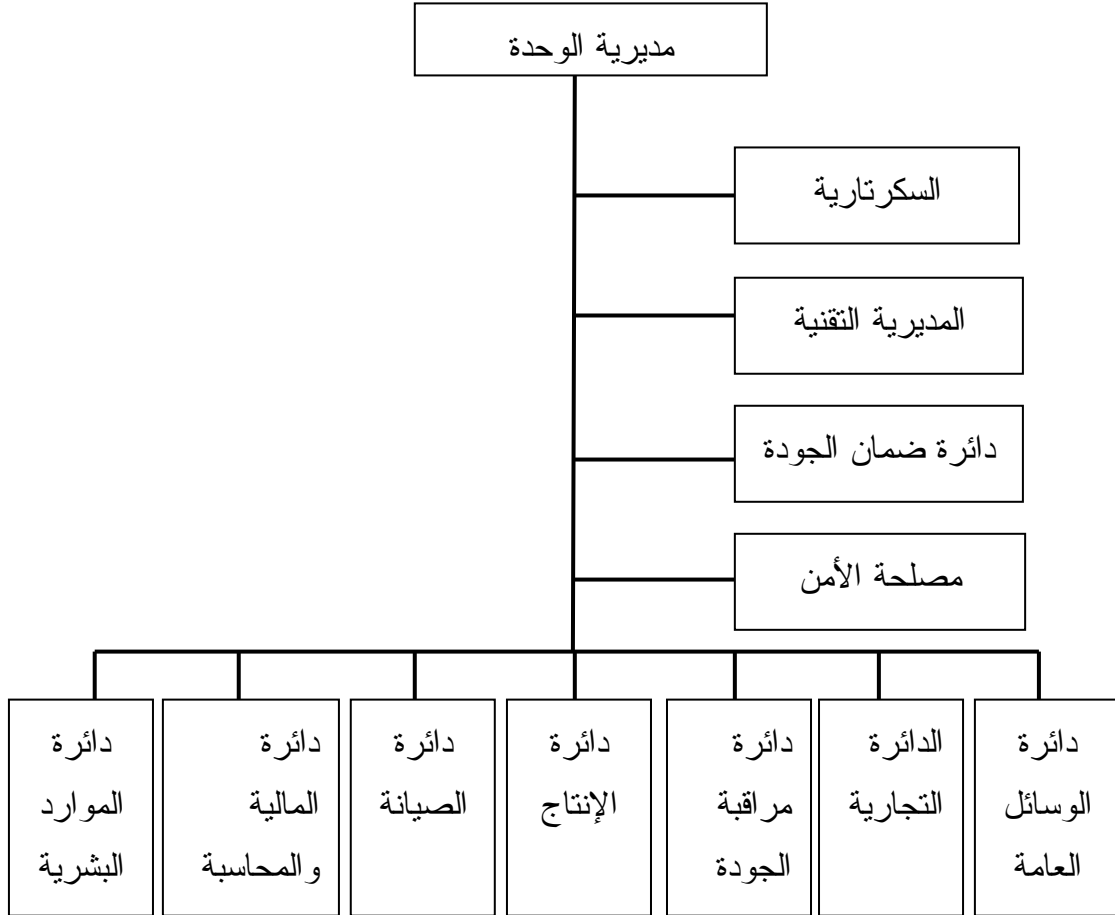 مديرية الوحدة
السكرتارية
المديرية التقنية
دائرة ضمان الجودة
مصلحة الأمن
دائرة
الوسائل
العامة
الدائرة
التجارية
دائرة
مراقبة
الجودة
دائرة
الإنتاج
دائرة
الصيانة
دائرة
المالية
والمحاسبة
دائرة
الموارد
البشرية